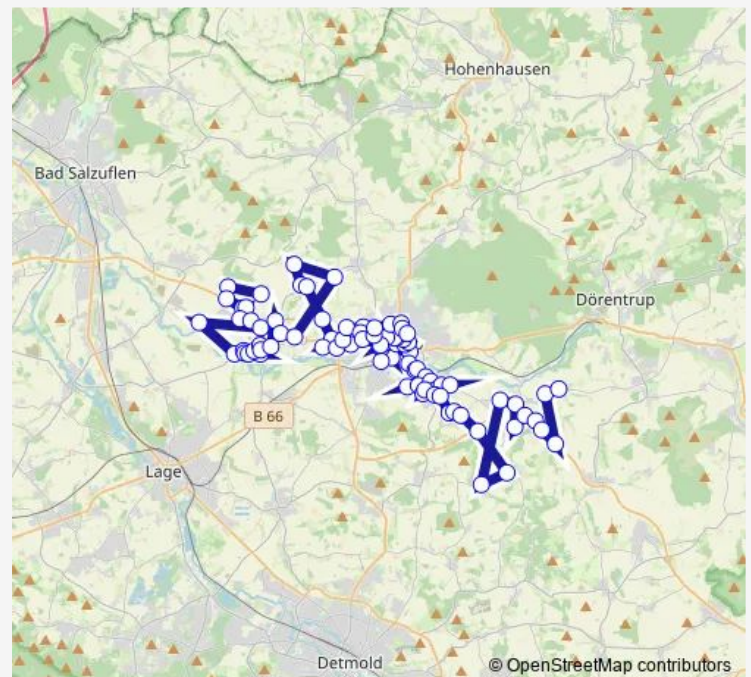 Hohenhausen
Bad Salzuflen
Dörentrup
B 66
Lage
Detmold
© OpenStreetMap contributors